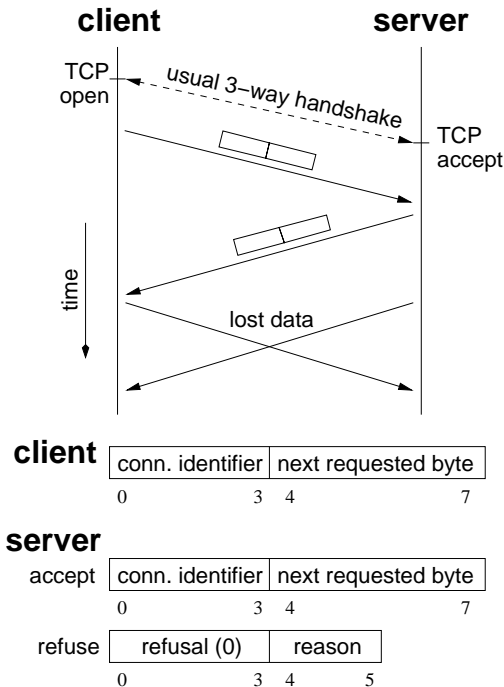 client server
TCP open
usual 3–way handshake
TCP accept
time
lost data
client conn. identifier next requested byte
0 3 4 7
server
accept conn. identifier next requested byte
0 3 4 7
refuse refusal (0) reason
0 3 4 5